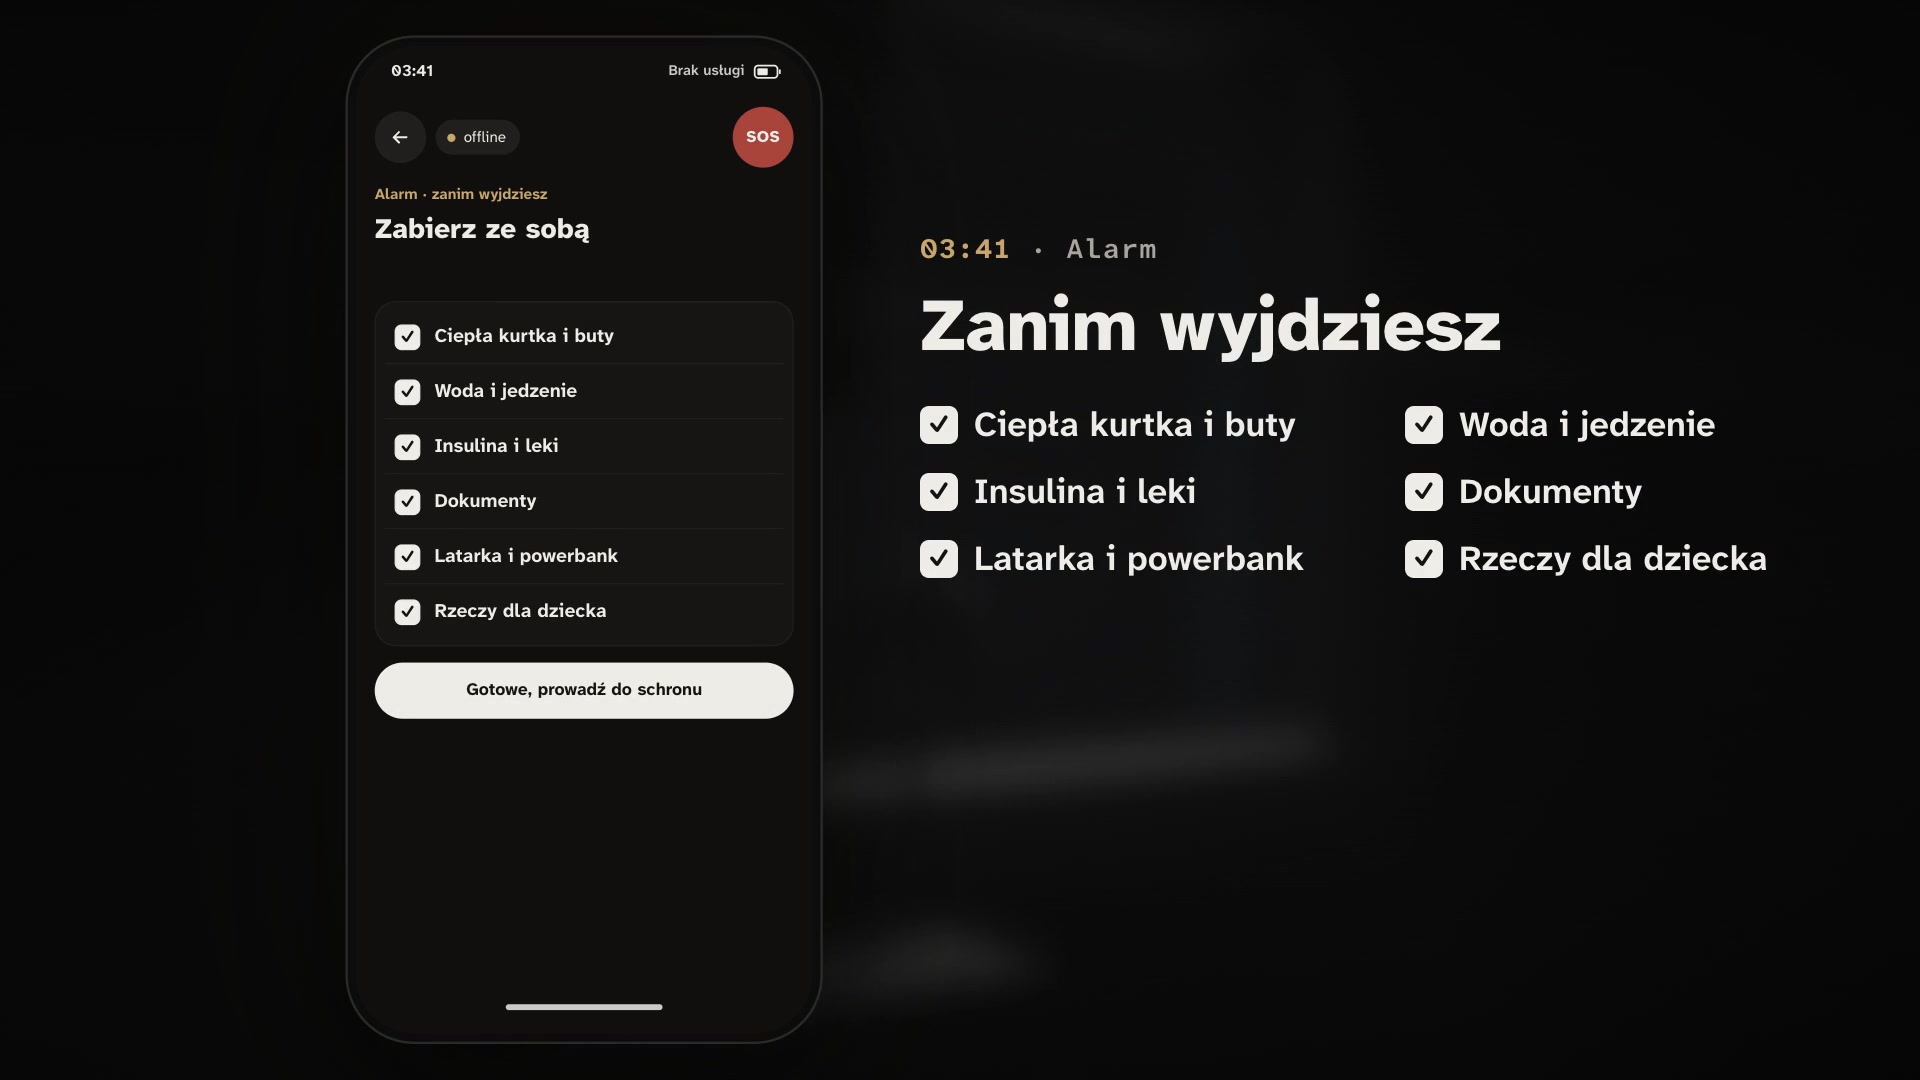 03:41
Brak usługi
offline
SOS
Alarm · zanim wyjdziesz
Zabierz ze sobą
Ciepła kurtka i buty
Woda i jedzenie
Insulina i leki
Dokumenty
Latarka i powerbank
Rzeczy dla dziecka
Gotowe, prowadź do schronu
03:41 · Alarm
Zanim wyjdziesz
Ciepła kurtka i buty
Woda i jedzenie
Insulina i leki
Dokumenty
Latarka i powerbank
Rzeczy dla dziecka